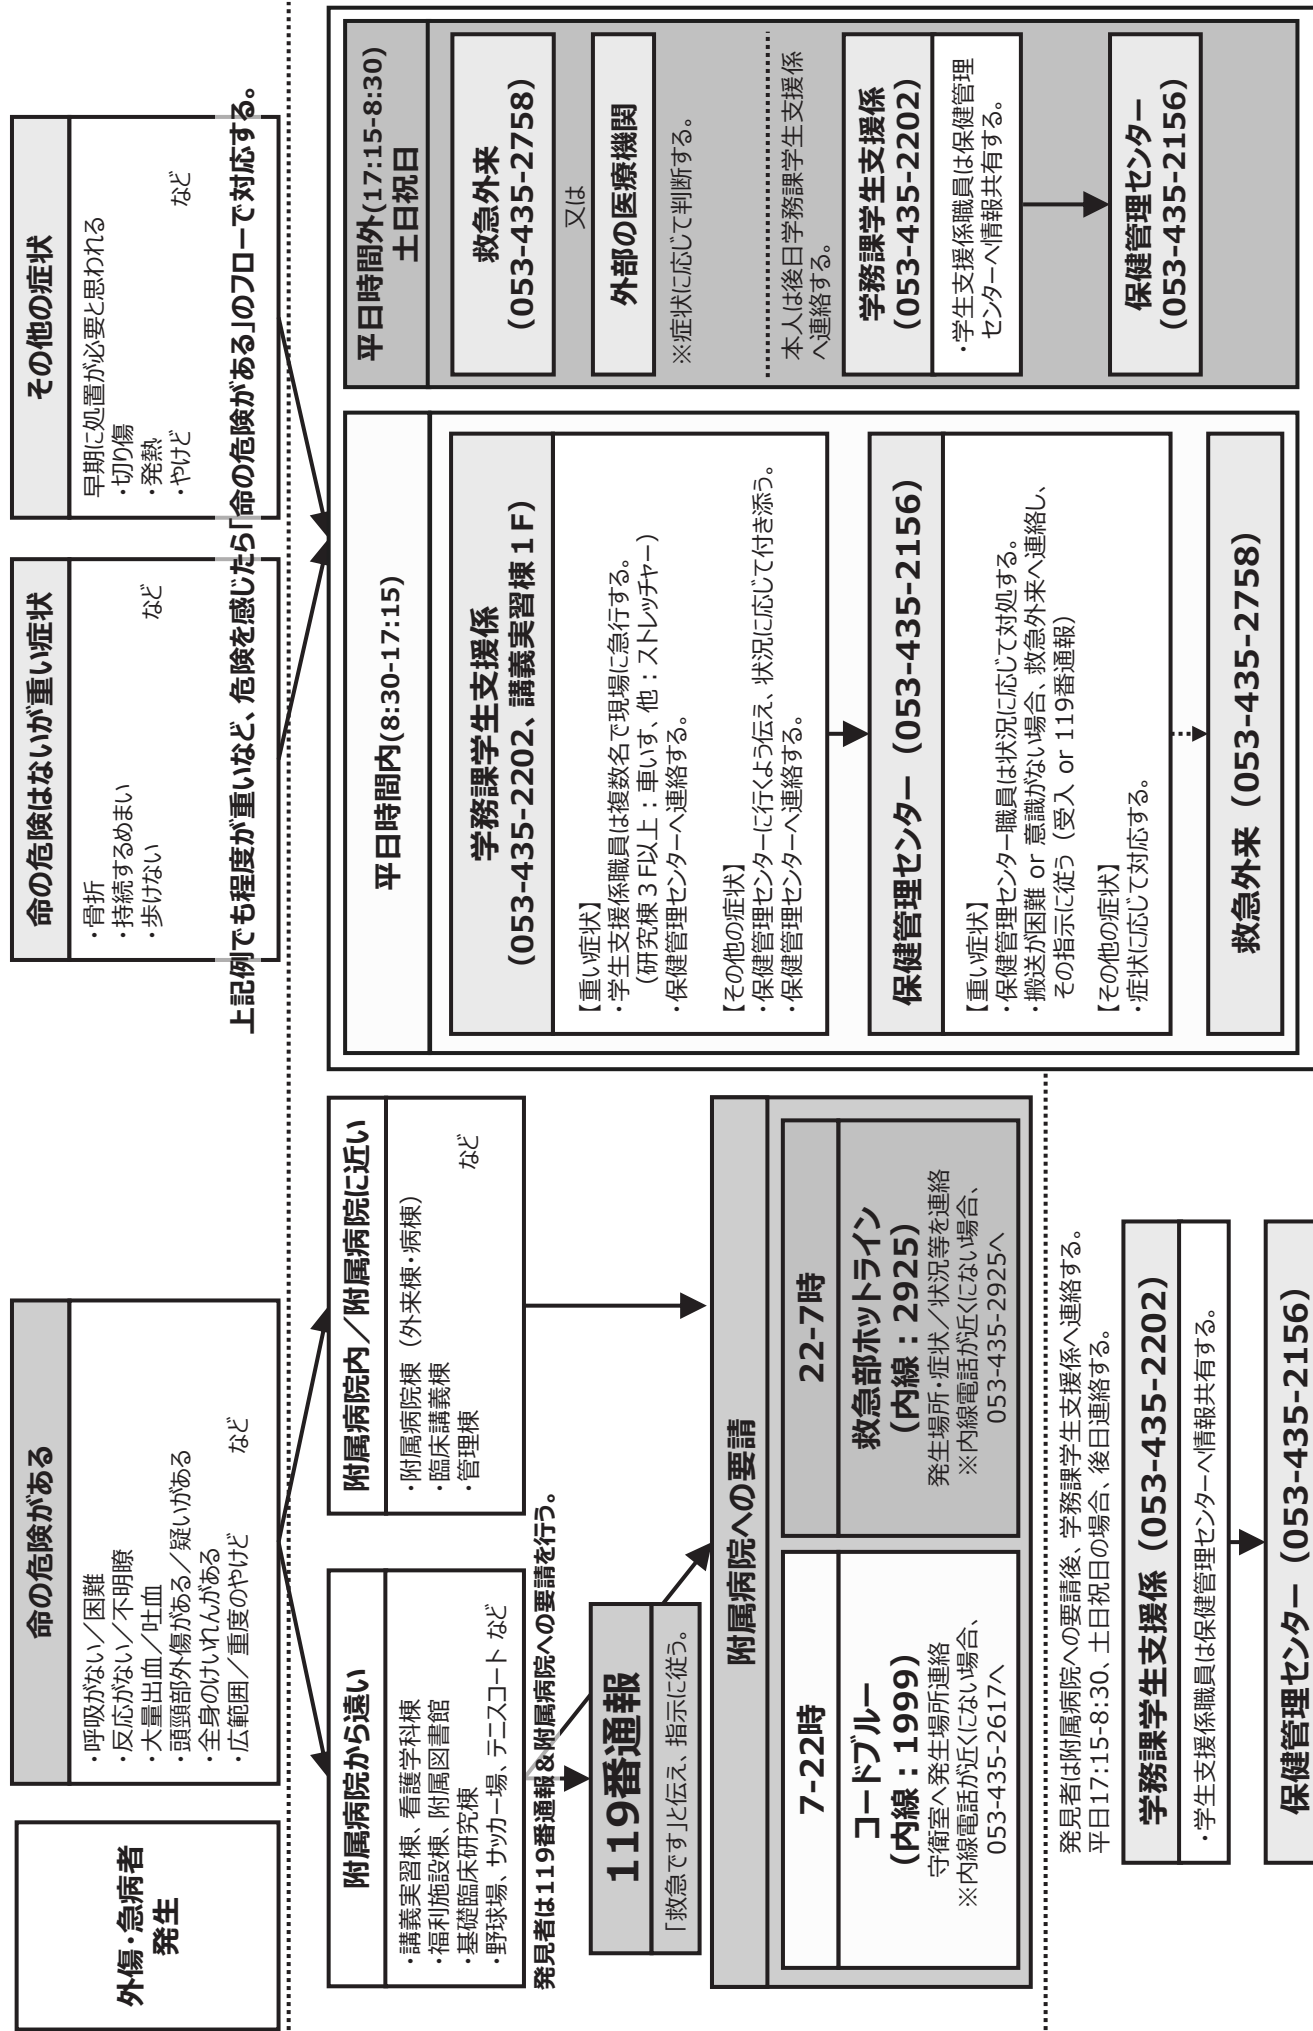 外傷・急病者
発生
命の危険がある
・呼吸がない／困難
・反応がない／不明瞭
・大量出血／吐血
・頭頸部外傷がある／疑いがある
・全身のけいれんがある
・広範囲／重度のやけど
など
命の危険はないが重い症状
・骨折
・持続するめまい
・歩けない
など
その他の症状
早期に処置が必要と思われる
・切り傷
・発熱
・やけど
など
上記例でも程度が重いなど、危険を感じたら「命の危険がある」のフローで対応する。
附属病院から遠い
・講義実習棟、看護学科棟
・福利施設棟、附属図書館
・基礎臨床研究棟
・野球場、サッカー場、テニスコート など
発見者は119番通報＆附属病院への要請を行う。
119番通報
「救急です」と伝え、指示に従う。
附属病院内／附属病院に近い
・附属病院棟（外来棟・病棟）
・臨床講義棟
・管理棟
など
附属病院への要請
7-22時
コードブルー
(内線：1999)
守衛室へ発生場所連絡
※内線電話が近くにない場合、
053-435-2617へ
22-7時
救急部ホットライン
(内線：2925)
発生場所・症状／状況等を連絡
※内線電話が近くにない場合、
053-435-2925へ
発見者は附属病院への要請後、学務課学生支援係へ連絡する。
平日17:15-8:30、土日祝日の場合、後日連絡する。
学務課学生支援係（053-435-2202）
・学生支援係職員は保健管理センターへ情報共有する。
保健管理センター（053-435-2156）
平日時間内(8:30-17:15)
学務課学生支援係
(053-435-2202、講義実習棟１F)
【重い症状】
・学生支援係職員は複数名で現場に急行する。
（研究棟３F以上：車いす、他：ストレッチャー）
・保健管理センターへ連絡する。
【その他の症状】
・保健管理センターに行くよう伝え、状況に応じて付き添う。
・保健管理センターへ連絡する。
保健管理センター（053-435-2156）
【重い症状】
・保健管理センター職員は状況に応じて対処する。
・搬送が困難 or 意識がない場合、救急外来へ連絡し、
その指示に従う（受入 or 119番通報）
【その他の症状】
・症状に応じて対応する。
救急外来（053-435-2758）
平日時間外(17:15-8:30)
土日祝日
救急外来
(053-435-2758)
又は
外部の医療機関
※症状に応じて判断する。
本人は後日学務課学生支援係
へ連絡する。
学務課学生支援係
(053-435-2202)
・学生支援係職員は保健管理
センターへ情報共有する。
保健管理センター
(053-435-2156)